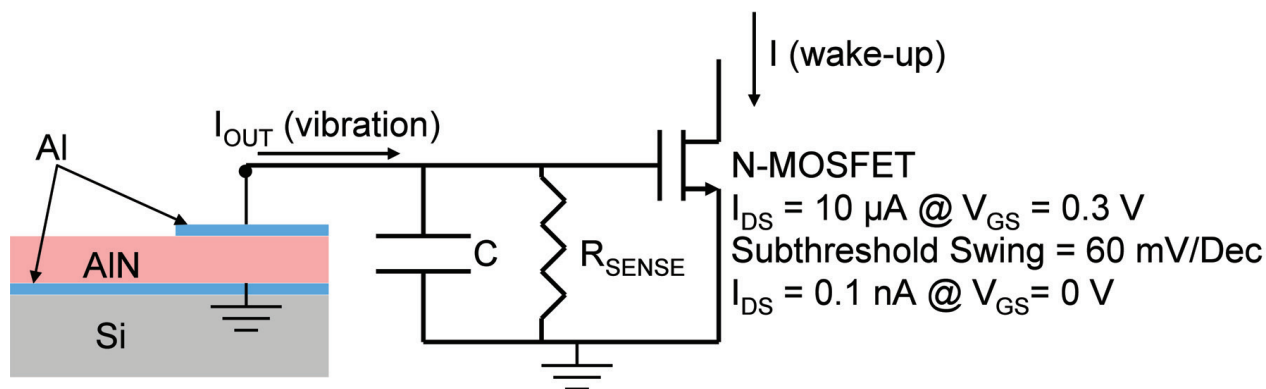 I (wake-up)
I_OUT (vibration)
Al
N-MOSFET
I_DS = 10 µA @ V_GS = 0.3 V
AlN
C
R_SENSE
Subthreshold Swing = 60 mV/Dec
I_DS = 0.1 nA @ V_GS= 0 V
Si